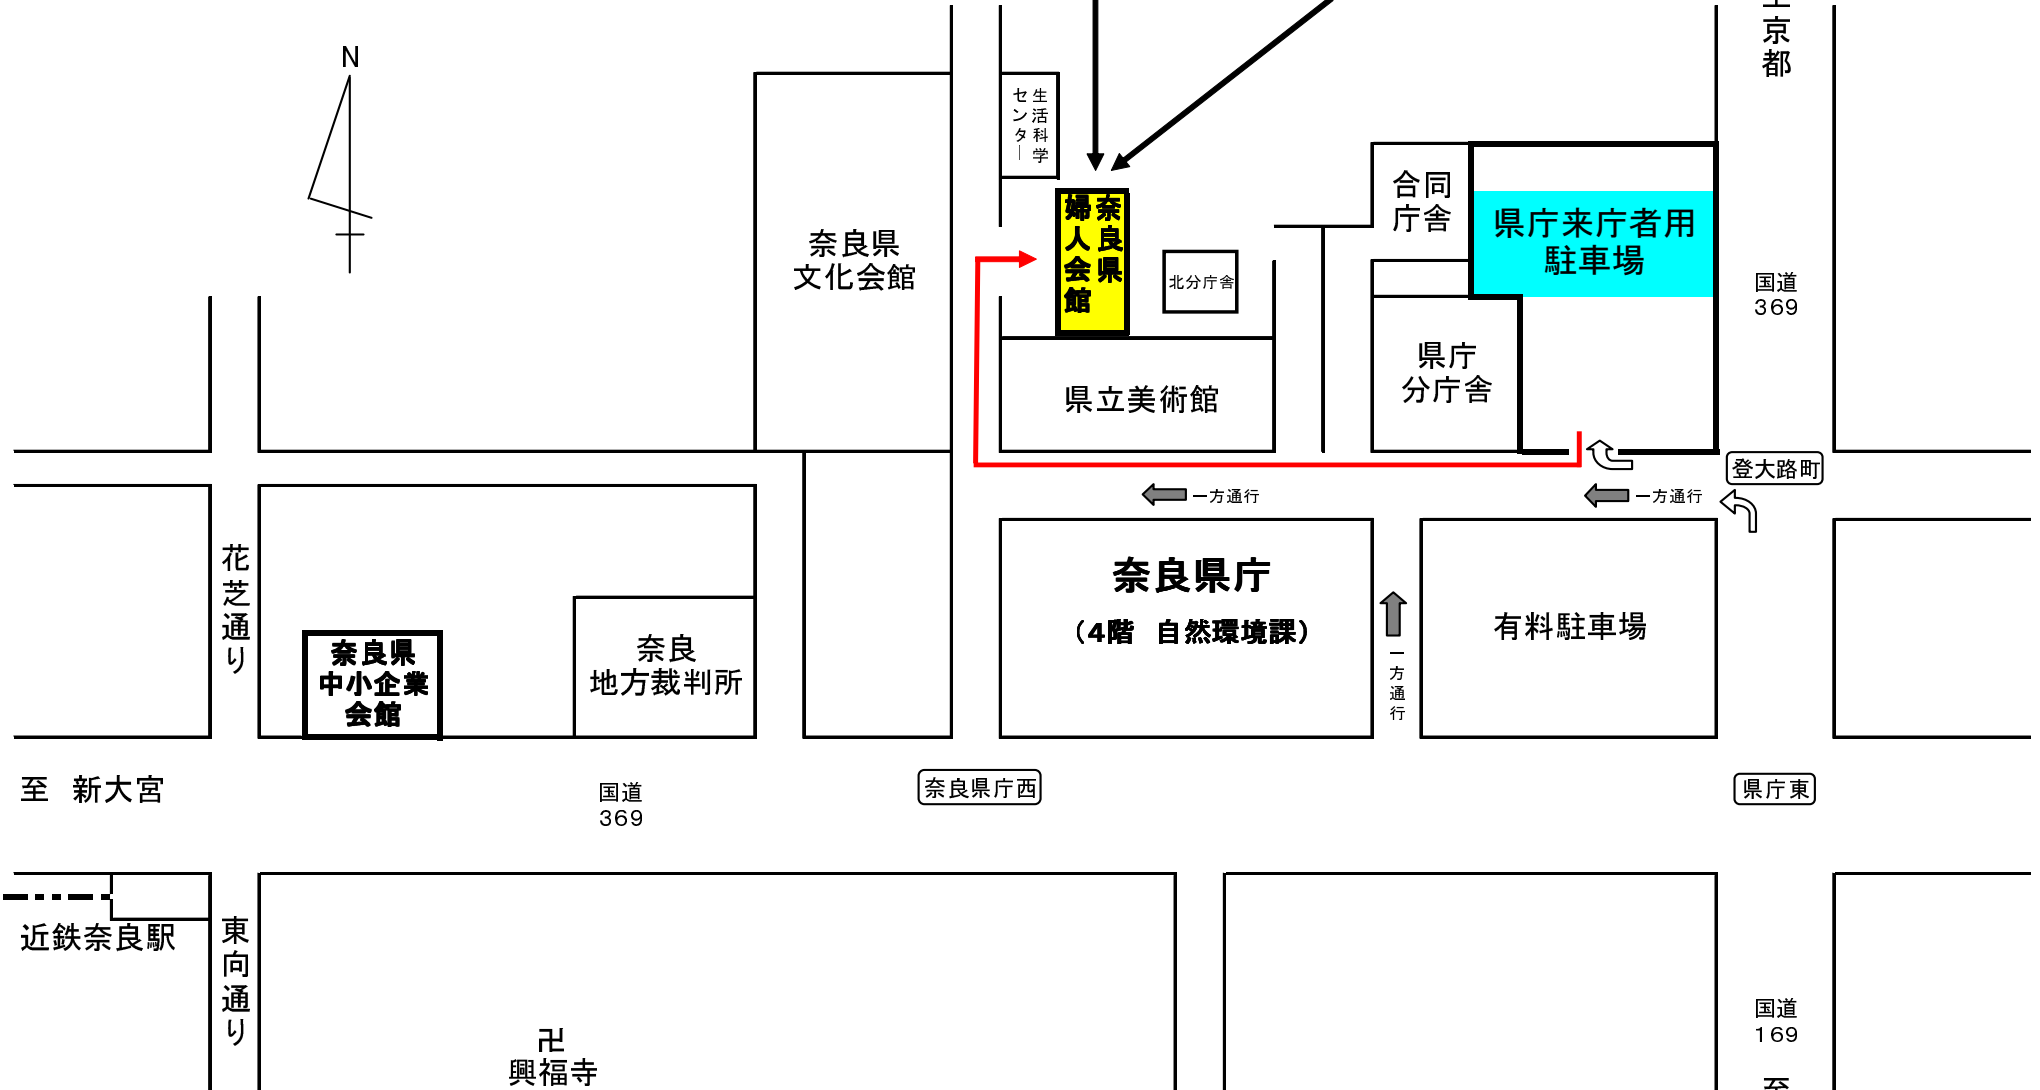 N
至京都
生活科学
センター
奈良県
婦人会館
合同
庁舎
県庁来庁者用
駐車場
奈良県
文化会館
北分庁舎
国道
369
県庁
分庁舎
県立美術館
登大路町
一方通行
一方通行
花芝通り
奈良県庁
(4階 自然環境課)
有料駐車場
一方通行
奈良県
中小企業
会館
奈良
地方裁判所
至 新大宮
国道
369
奈良県庁西
県庁東
近鉄奈良駅
東向通り
卍
興福寺
国道
169
至